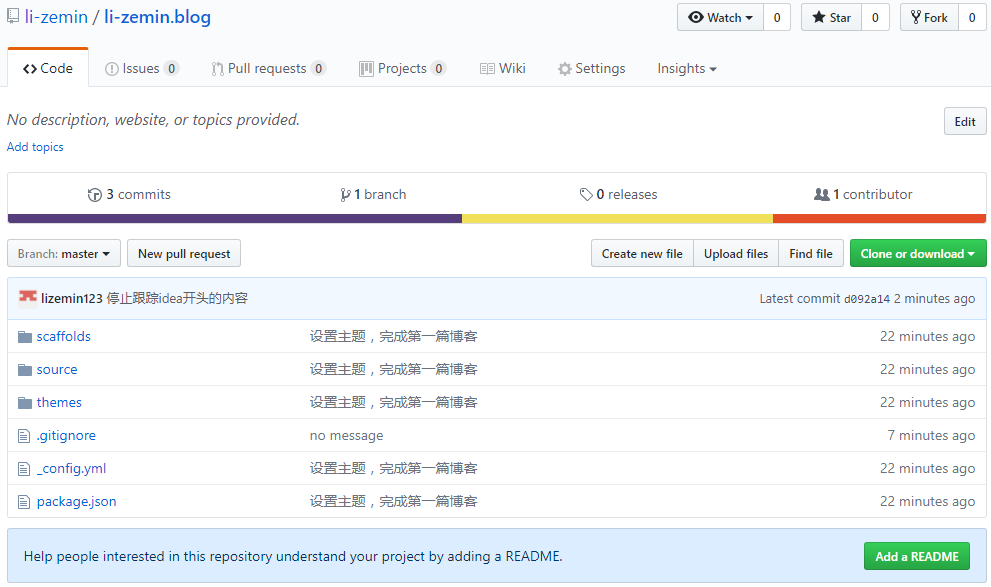 li-zemin / li-zemin.blog Watch 0 Star 0 Fork 0
Code Issues 0 Pull requests 0 Projects 0 Wiki Settings Insights
No description, website, or topics provided. Edit
Add topics
3 commits 1 branch 0 releases 1 contributor
Branch: master New pull request Create new file Upload files Find file Clone or download
lizemin123 停止跟踪idea开头的内容 Latest commit d092a14 2 minutes ago
scaffolds 设置主题，完成第一篇博客 22 minutes ago
source 设置主题，完成第一篇博客 22 minutes ago
themes 设置主题，完成第一篇博客 22 minutes ago
.gitignore no message 7 minutes ago
_config.yml 设置主题，完成第一篇博客 22 minutes ago
package.json 设置主题，完成第一篇博客 22 minutes ago
Help people interested in this repository understand your project by adding a README. Add a README